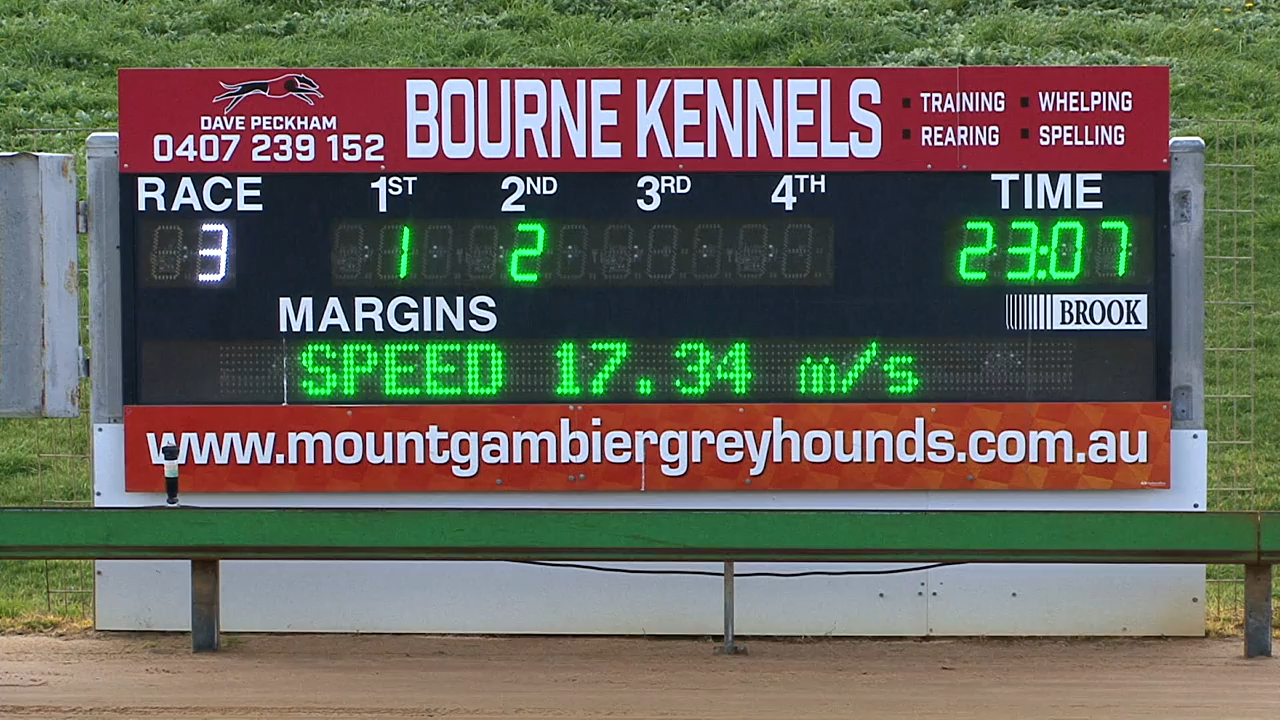 DAVE PECKHAM
0407 239 152
BOURNE KENNELS
▪ TRAINING ▪ WHELPING
▪ REARING ▪ SPELLING
RACE 1ST 2ND 3RD 4TH TIME
3 1 2 23:07
MARGINS
BROOK
SPEED 17.34 m/s
www.mountgambiergreyhounds.com.au